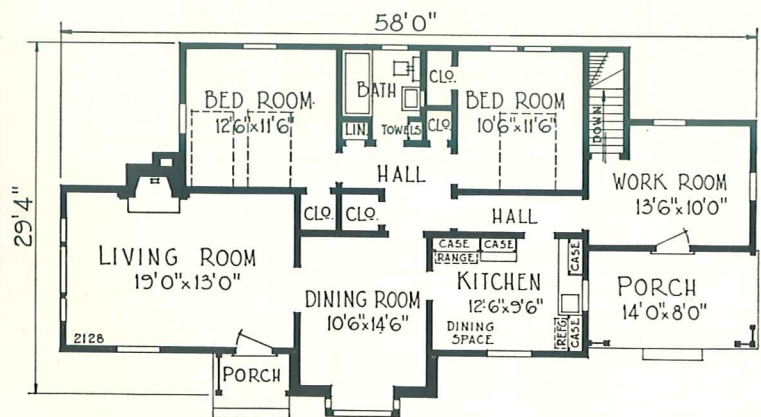 58'0"
29'4"
BED ROOM
12'6"x11'6"
BATH
LIN.
TOWELS
CLO.
CLO.
BED ROOM
10'6"x11'6"
DOWN
HALL
WORK ROOM
13'6"x10'0"
CLO.
CLO.
HALL
LIVING ROOM
19'0"x13'0"
2128
DINING ROOM
10'6"x14'6"
CASE
CASE
RANGE
CASE
KITCHEN
12'6"x9'6"
DINING
SPACE
REFG
CASE
PORCH
14'0"x8'0"
PORCH